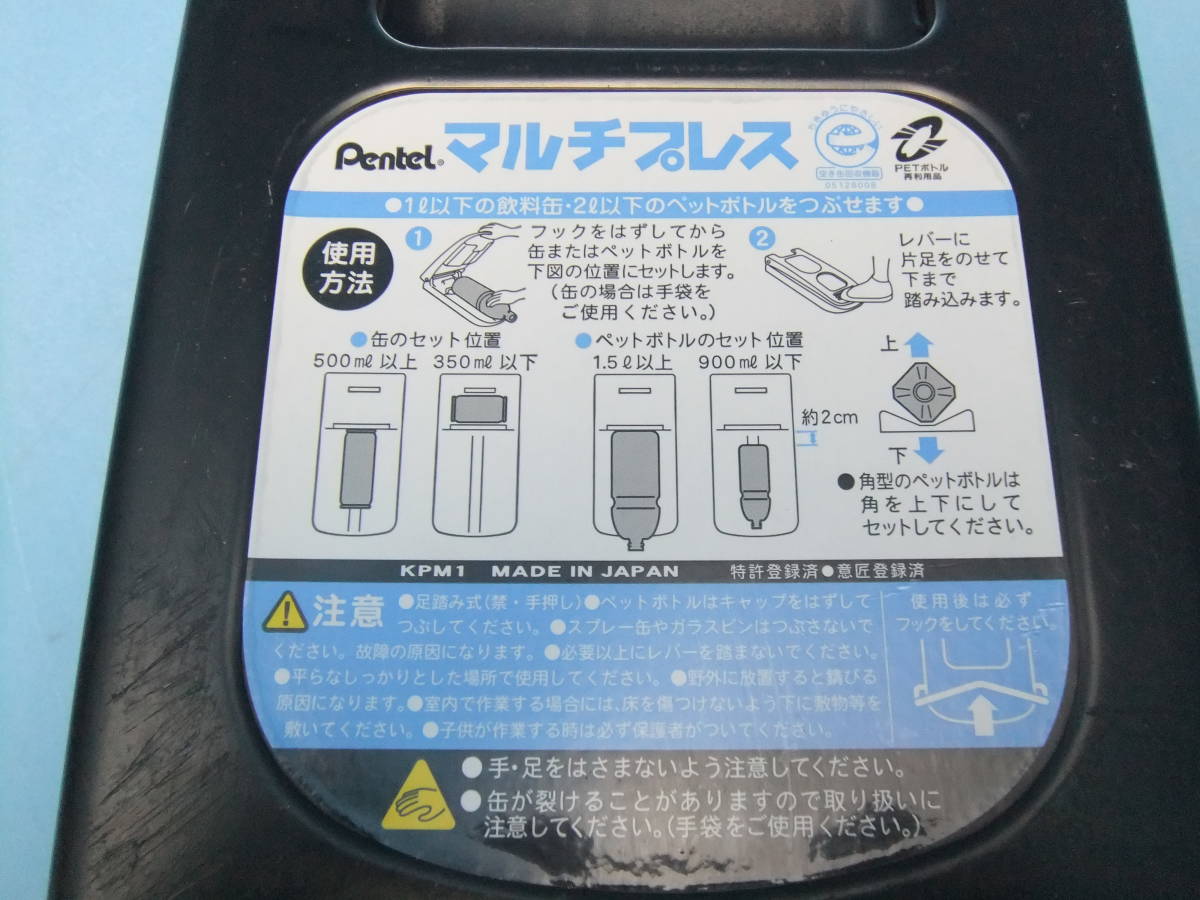 Pentel® マルチプレス
空き缶回収機器
0512800B
PETボトル
再利用品
●1ℓ以下の飲料缶・2ℓ以下のペットボトルをつぶせます●
使用
方法
1
フックをはずしてから
缶またはペットボトルを
下図の位置にセットします。
(缶の場合は手袋を
ご使用ください。)
2
レバーに
片足をのせて
下まで
踏み込みます。
●缶のセット位置
500mℓ以上 350mℓ以下
●ペットボトルのセット位置
1.5ℓ以上 900mℓ以下
約2cm
上
下
●角型のペットボトルは
角を上下にして
セットしてください。
KPM1 MADE IN JAPAN 特許登録済●意匠登録済
注意
●足踏み式(禁・手押し)●ペットボトルはキャップをはずして
つぶしてください。●スプレー缶やガラスビンはつぶさないで
ください。故障の原因になります。●必要以上にレバーを踏まないでください。
●平らなしっかりとした場所で使用してください。●野外に放置すると錆びる
原因になります。●室内で作業する場合には、床を傷つけないよう下に敷物等を
敷いてください。●子供が作業する時は必ず保護者がついてください。
使用後は必ず
フックをしてください。
●手・足をはさまないよう注意してください。
●缶が裂けることがありますので取り扱いに
注意してください。(手袋をご使用ください。)